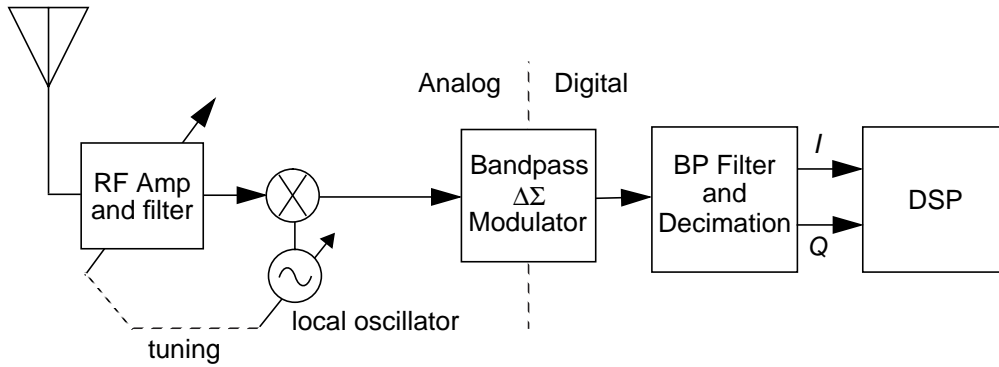 Analog
Digital
RF Amp
and filter
Bandpass
ΔΣ
Modulator
BP Filter
and
Decimation
I
Q
DSP
local oscillator
tuning